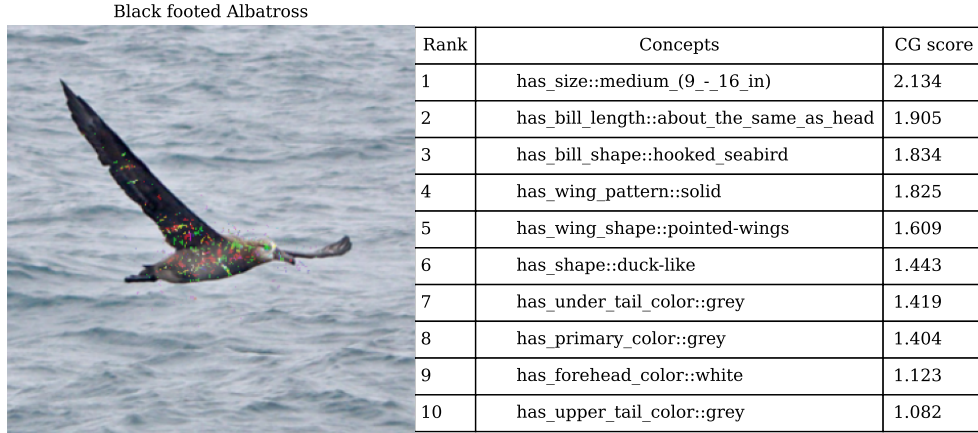 Black footed Albatross
Rank Concepts CG score
1 has_size::medium_(9_-_16_in) 2.134
2 has_bill_length::about_the_same_as_head 1.905
3 has_bill_shape::hooked_seabird 1.834
4 has_wing_pattern::solid 1.825
5 has_wing_shape::pointed-wings 1.609
6 has_shape::duck-like 1.443
7 has_under_tail_color::grey 1.419
8 has_primary_color::grey 1.404
9 has_forehead_color::white 1.123
10 has_upper_tail_color::grey 1.082